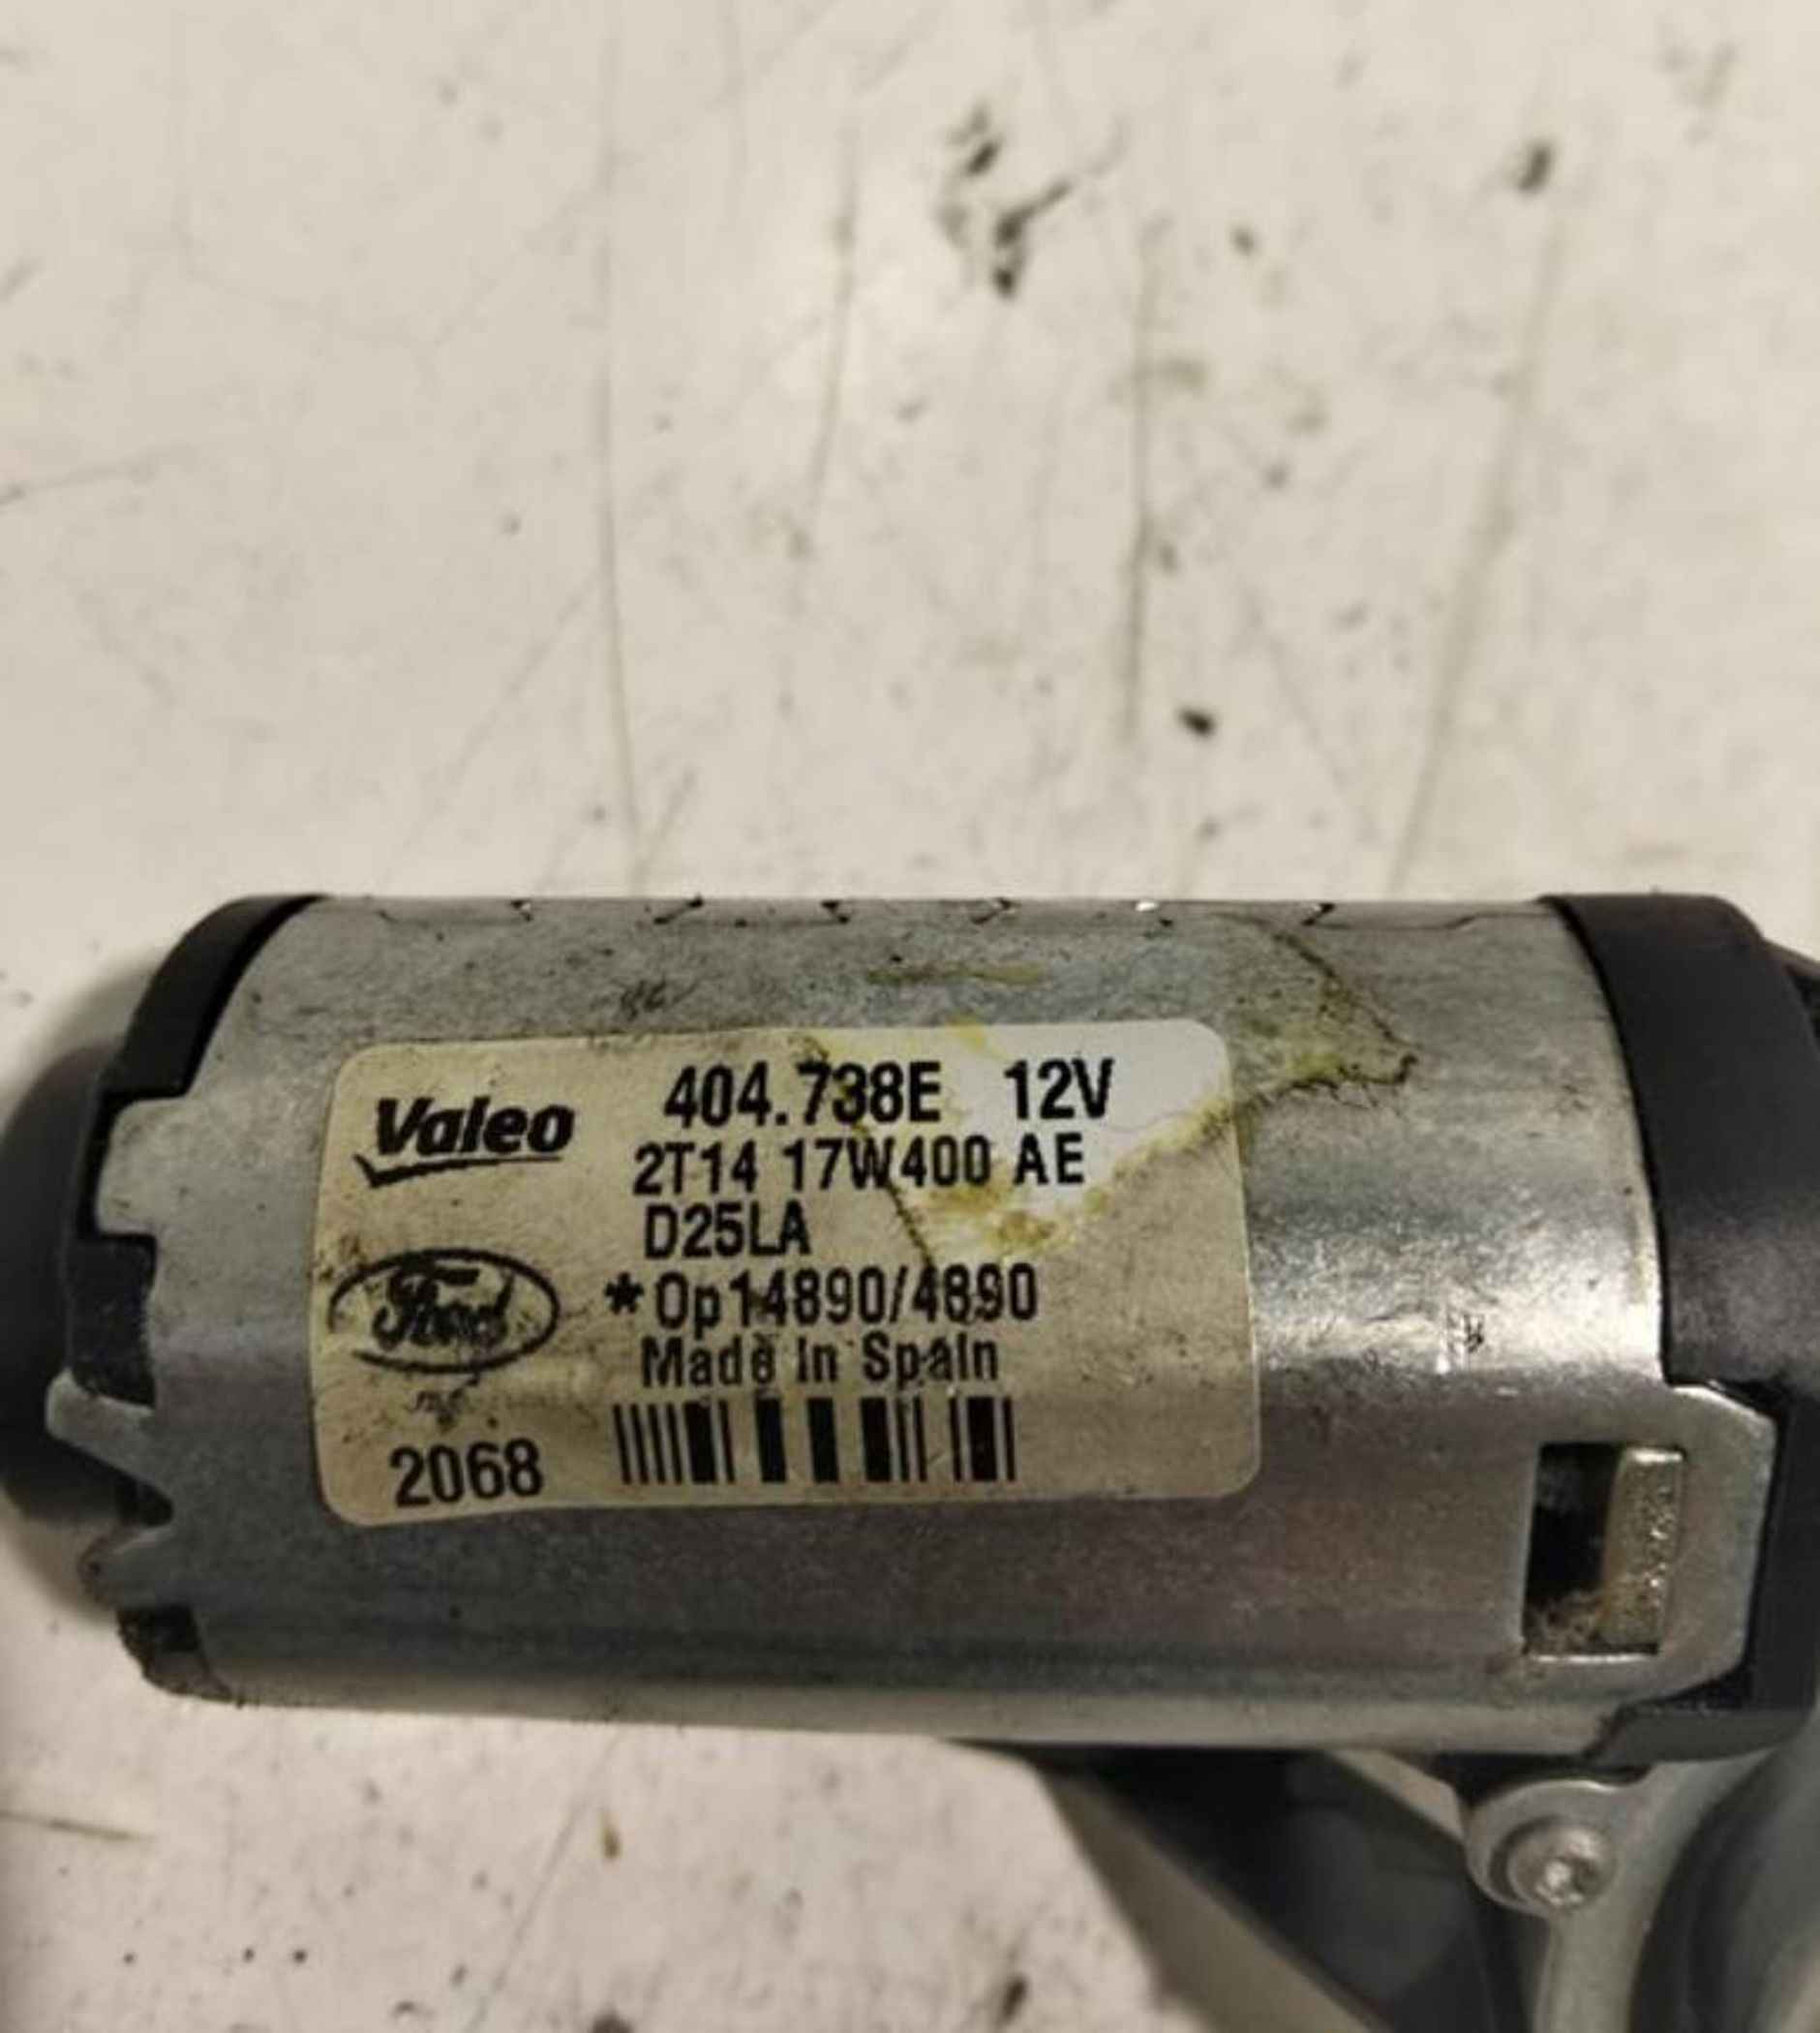 Valeo
404.738E 12V
2T14 17W400 AE
D25LA
Ford
*Op14890/4890
Made in Spain
2068